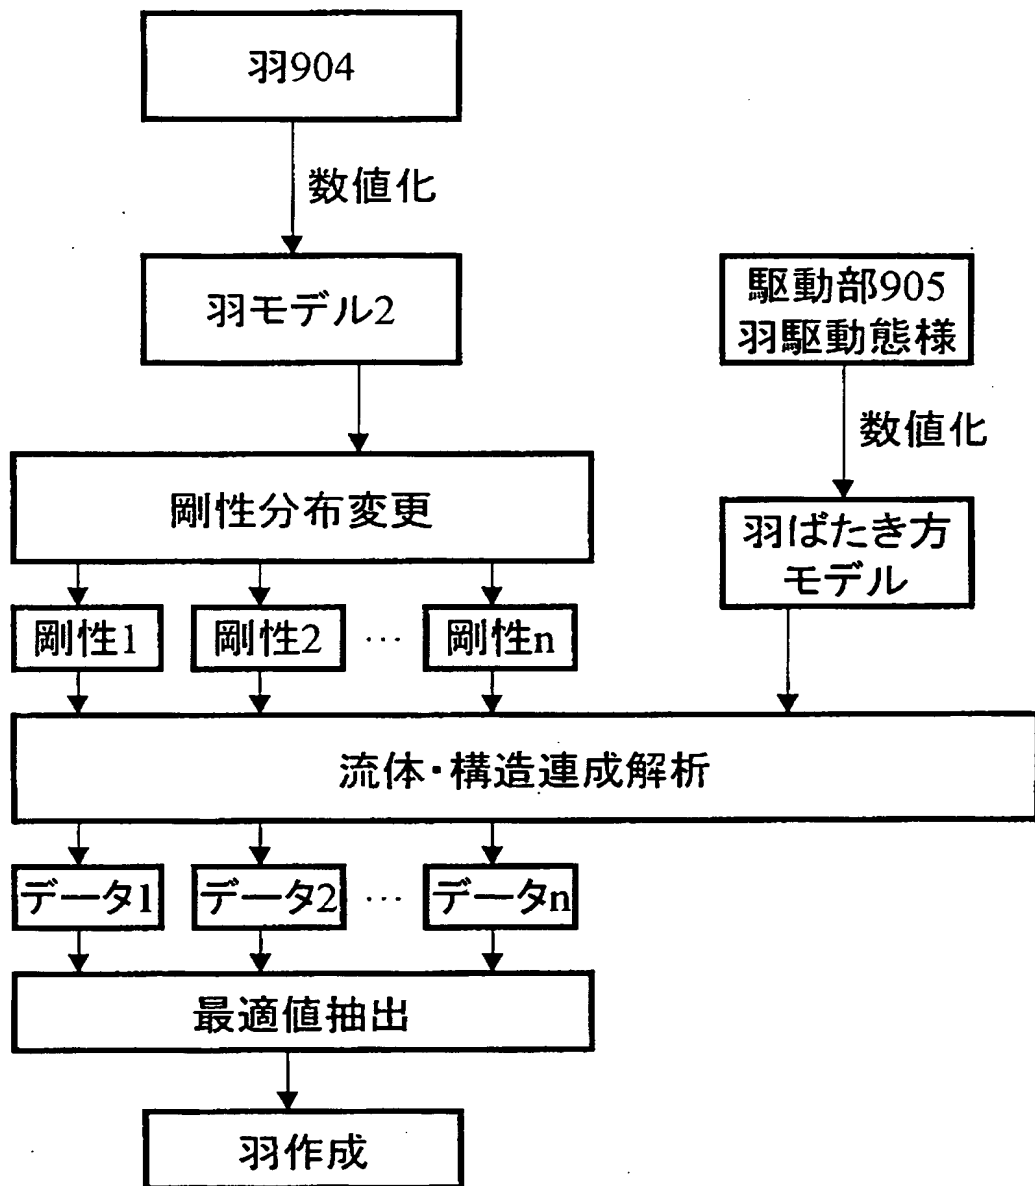 羽904
数値化
羽モデル2
駆動部905
羽駆動態様
数値化
剛性分布変更
羽ばたき方
モデル
剛性1
剛性2
…
剛性n
流体・構造連成解析
データ1
データ2
…
データn
最適値抽出
羽作成